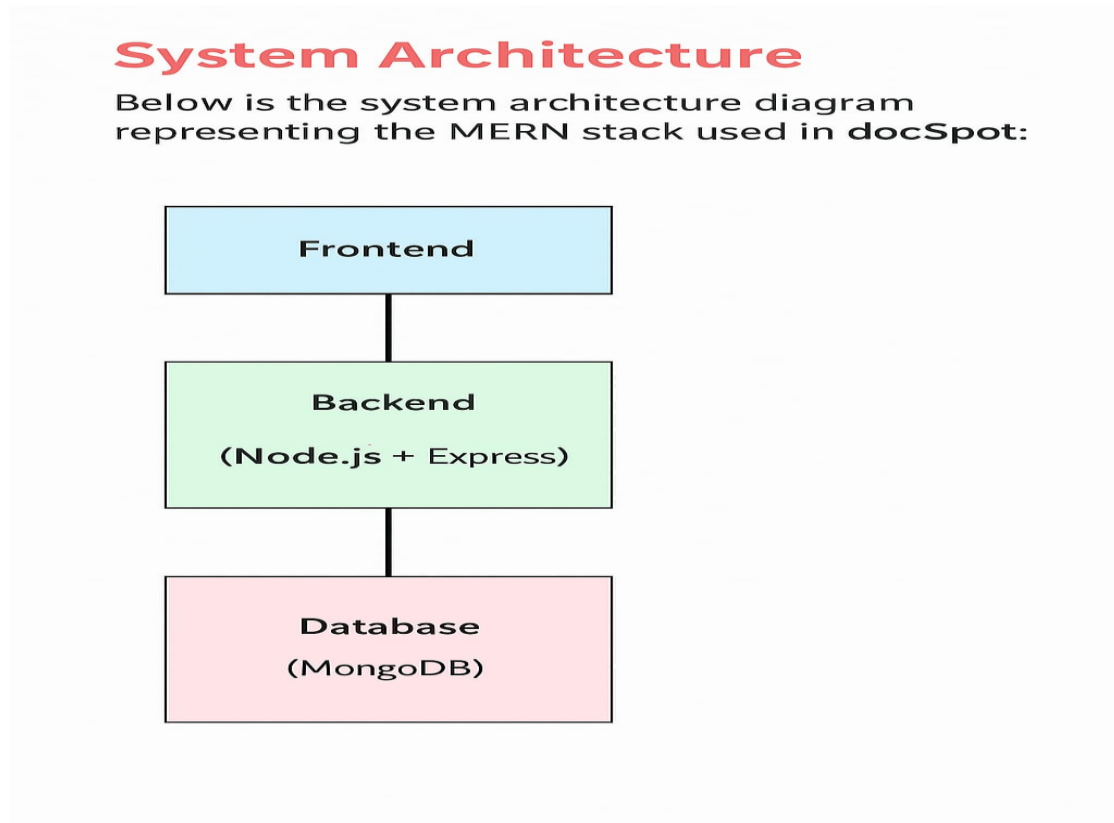 System Architecture
Below is the system architecture diagram
representing the MERN stack used in docSpot:
Frontend
Backend
(Node.js + Express)
Database
(MongoDB)